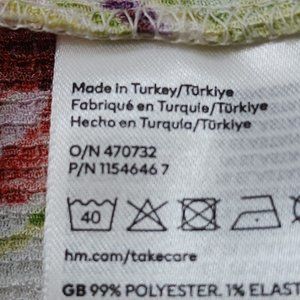 Made in Turkey/Türkiye
Fabriqué en Turquie/Türkiye
Hecho en Turquía/Türkiye
O/N 470732
P/N 1154646 7
40
hm.com/takecare
GB 99% POLYESTER. 1% ELAST